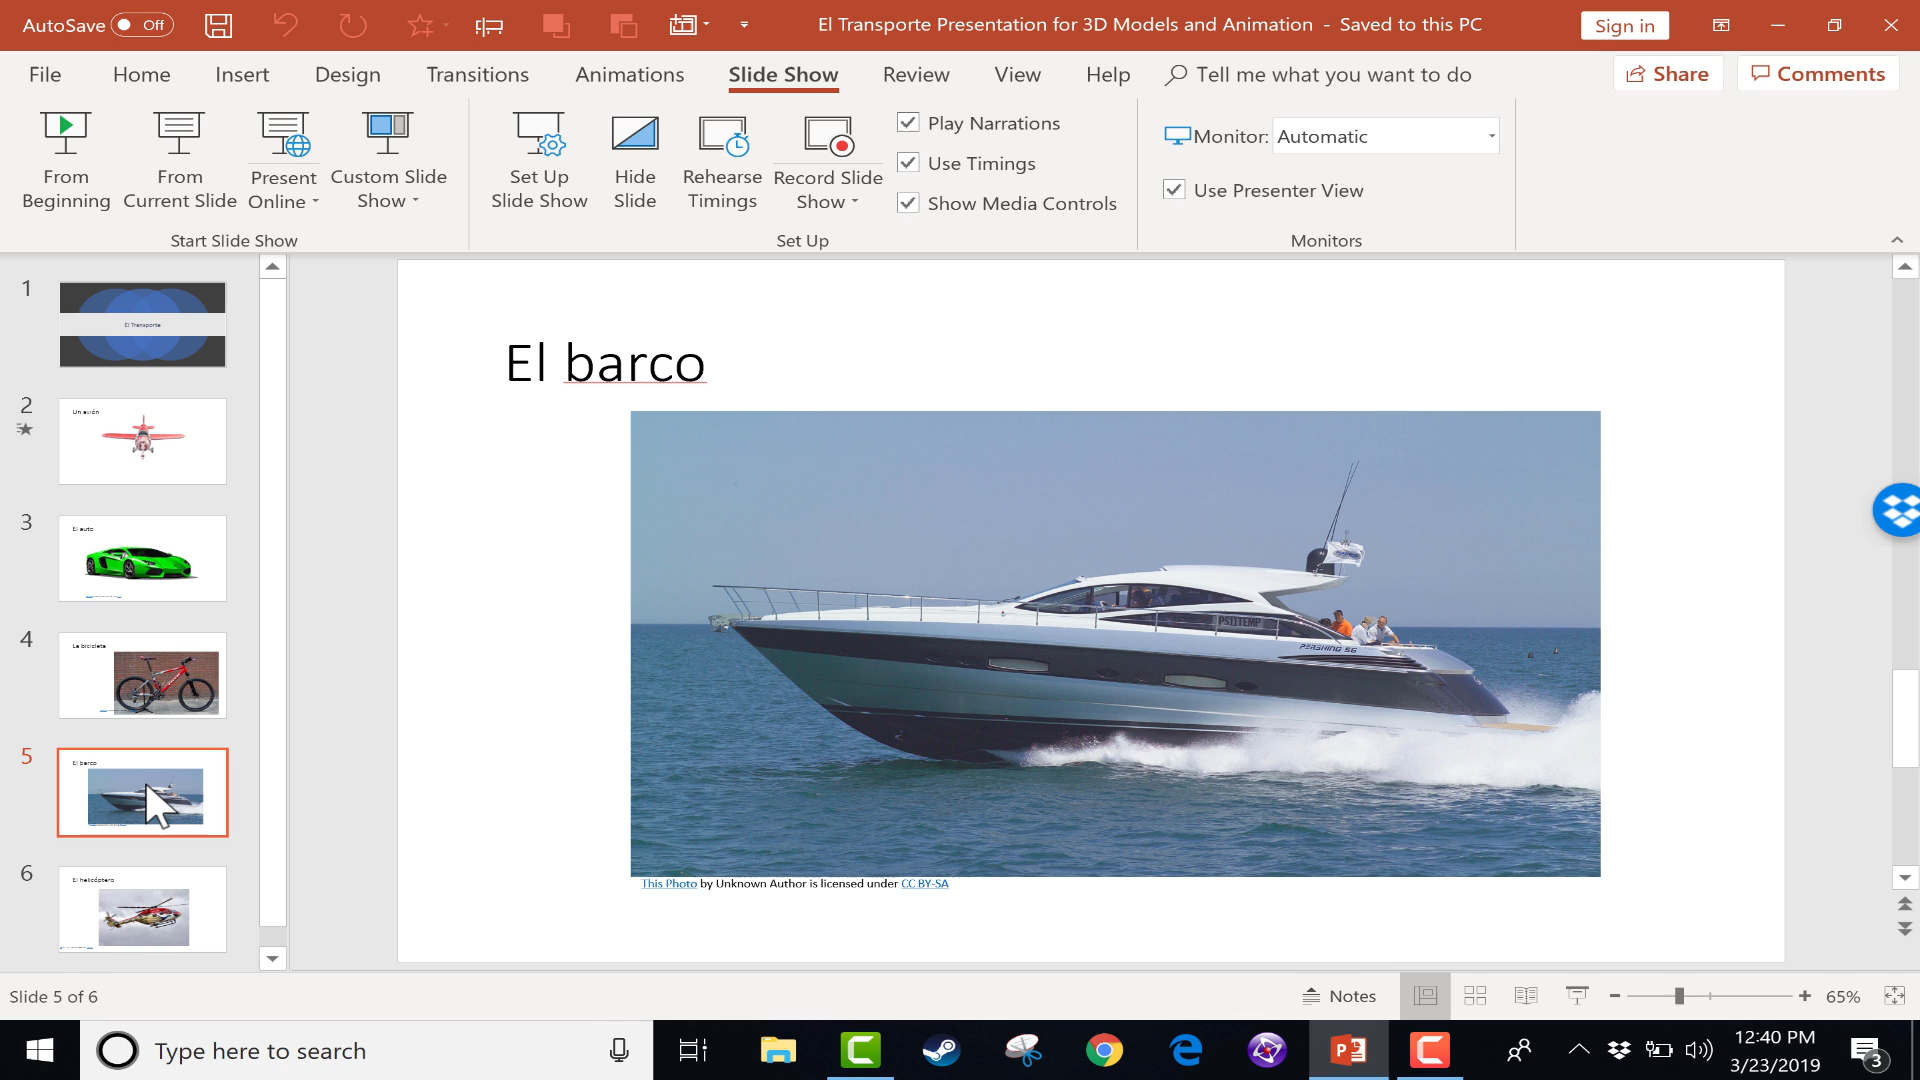 AutoSave Off
El Transporte Presentation for 3D Models and Animation - Saved to this PC
Sign in
File Home Insert Design Transitions Animations Slide Show Review View Help Tell me what you want to do
Share Comments
From Beginning
From Current Slide
Present Online
Custom Slide Show
Set Up Slide Show
Hide Slide
Rehearse Timings
Record Slide Show
Play Narrations
Use Timings
Show Media Controls
Monitor: Automatic
Use Presenter View
Start Slide Show
Set Up
Monitors
1
El Transporte
2
Un avión
3
El auto
4
La bicicleta
5
El barco
6
El helicóptero
El barco
PERSHING 56
This Photo by Unknown Author is licensed under CC BY-SA
Slide 5 of 6
Notes
65%
Type here to search
12:40 PM
3/23/2019
3